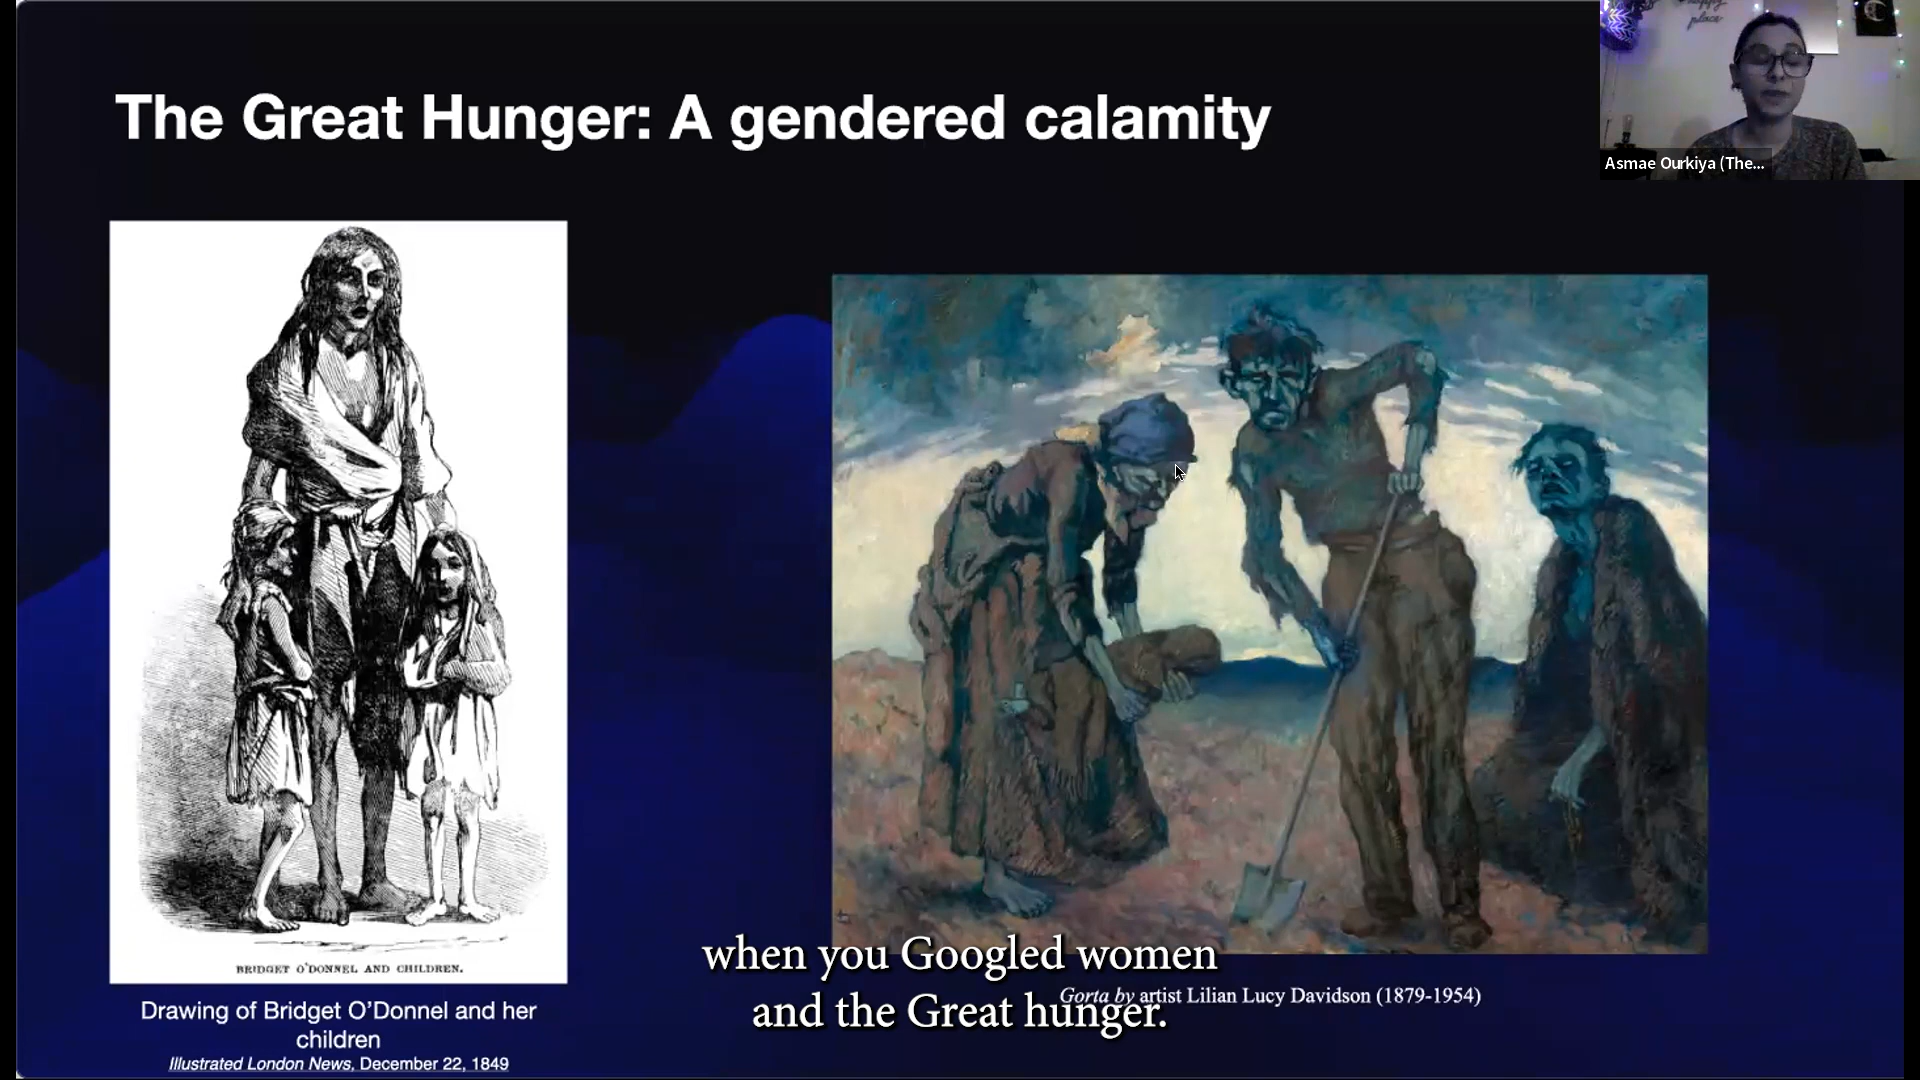 happy
place
The Great Hunger: A gendered calamity
Asmae Ourkiya (The...
BRIDGET O'DONNEL AND CHILDREN.
Drawing of Bridget O'Donnel and her
children
Illustrated London News, December 22, 1849
Gorta by artist Lilian Lucy Davidson (1879-1954)
when you Googled women
and the Great hunger.